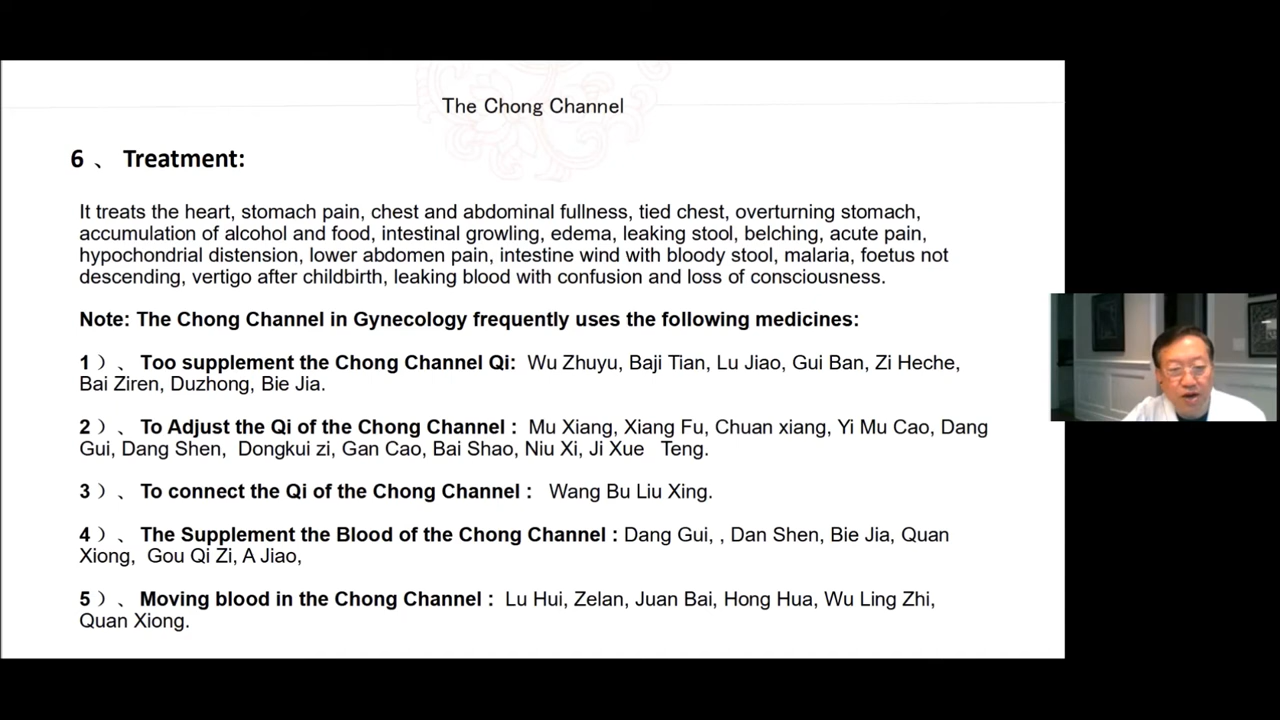 The Chong Channel
6 、 Treatment:
It treats the heart, stomach pain, chest and abdominal fullness, tied chest, overturning stomach,
accumulation of alcohol and food, intestinal growling, edema, leaking stool, belching, acute pain,
hypochondrial distension, lower abdomen pain, intestine wind with bloody stool, malaria, foetus not
descending, vertigo after childbirth, leaking blood with confusion and loss of consciousness.
Note: The Chong Channel in Gynecology frequently uses the following medicines:
1 ）、 Too supplement the Chong Channel Qi: Wu Zhuyu, Baji Tian, Lu Jiao, Gui Ban, Zi Heche,
Bai Ziren, Duzhong, Bie Jia.
2 ）、 To Adjust the Qi of the Chong Channel : Mu Xiang, Xiang Fu, Chuan xiang, Yi Mu Cao, Dang
Gui, Dang Shen, Dongkui zi, Gan Cao, Bai Shao, Niu Xi, Ji Xue Teng.
3 ）、 To connect the Qi of the Chong Channel : Wang Bu Liu Xing.
4 ）、 The Supplement the Blood of the Chong Channel : Dang Gui, , Dan Shen, Bie Jia, Quan
Xiong, Gou Qi Zi, A Jiao,
5 ）、 Moving blood in the Chong Channel : Lu Hui, Zelan, Juan Bai, Hong Hua, Wu Ling Zhi,
Quan Xiong.